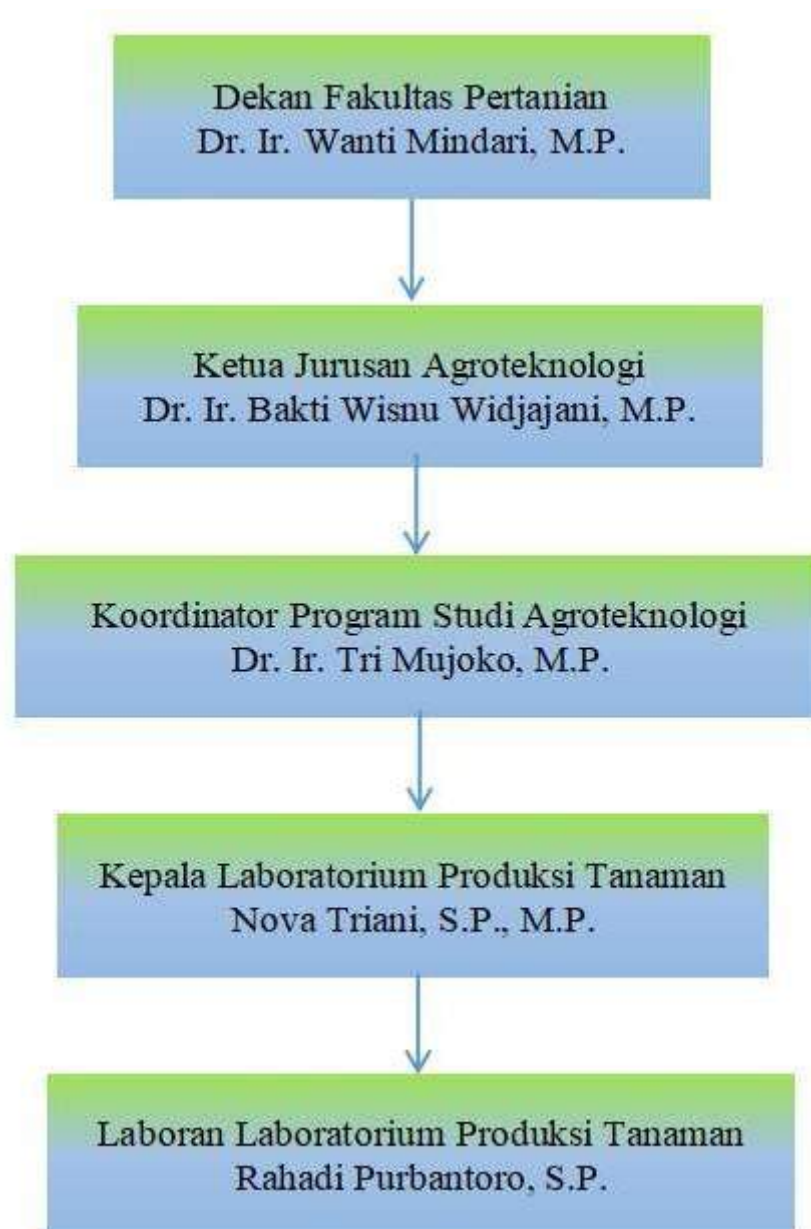 Dekan Fakultas Pertanian
Dr. Ir. Wanti Mindari, M.P.
Ketua Jurusan Agroteknologi
Dr. Ir. Bakti Wisnu Widjajani, M.P.
Koordinator Program Studi Agroteknologi
Dr. Ir. Tri Mujoko, M.P.
Kepala Laboratorium Produksi Tanaman
Nova Triani, S.P., M.P.
Laboran Laboratorium Produksi Tanaman
Rahadi Purbantoro, S.P.